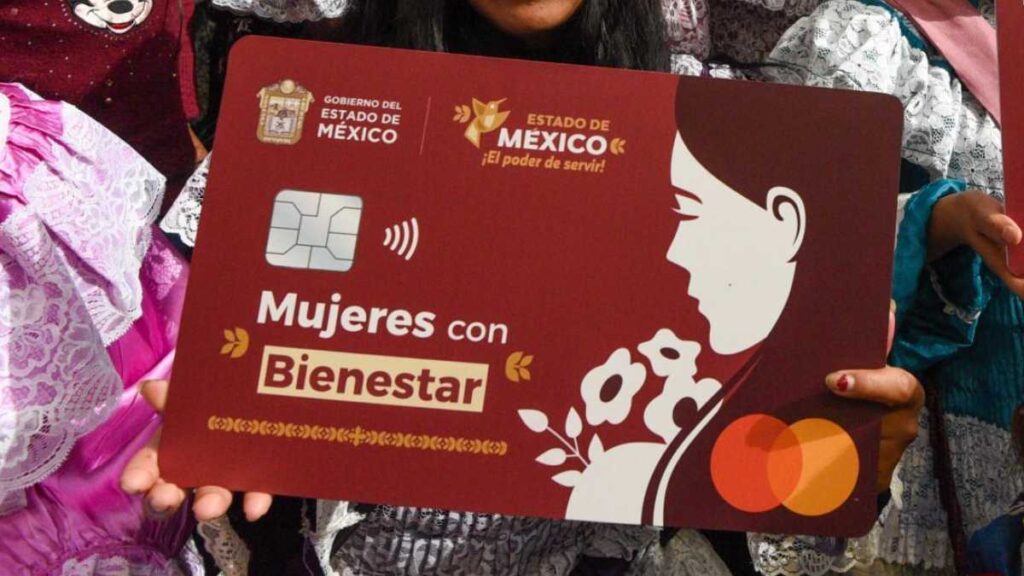 GOBIERNO DEL
ESTADO DE
MÉXICO
ESTADO DE
MÉXICO
¡El poder de servir!
Mujeres con
Bienestar